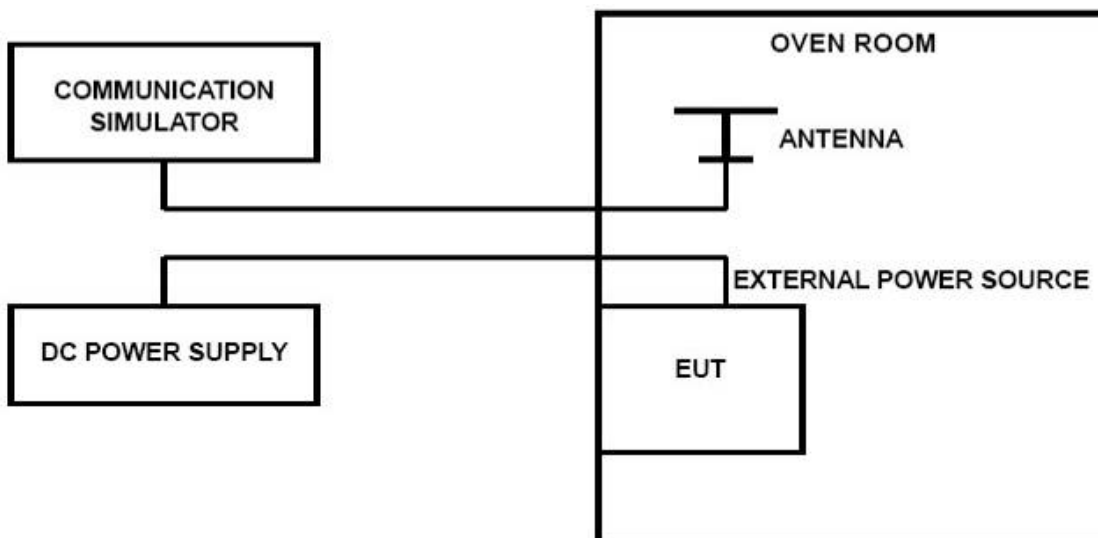 OVEN ROOM
COMMUNICATION
SIMULATOR
ANTENNA
EXTERNAL POWER SOURCE
DC POWER SUPPLY
EUT